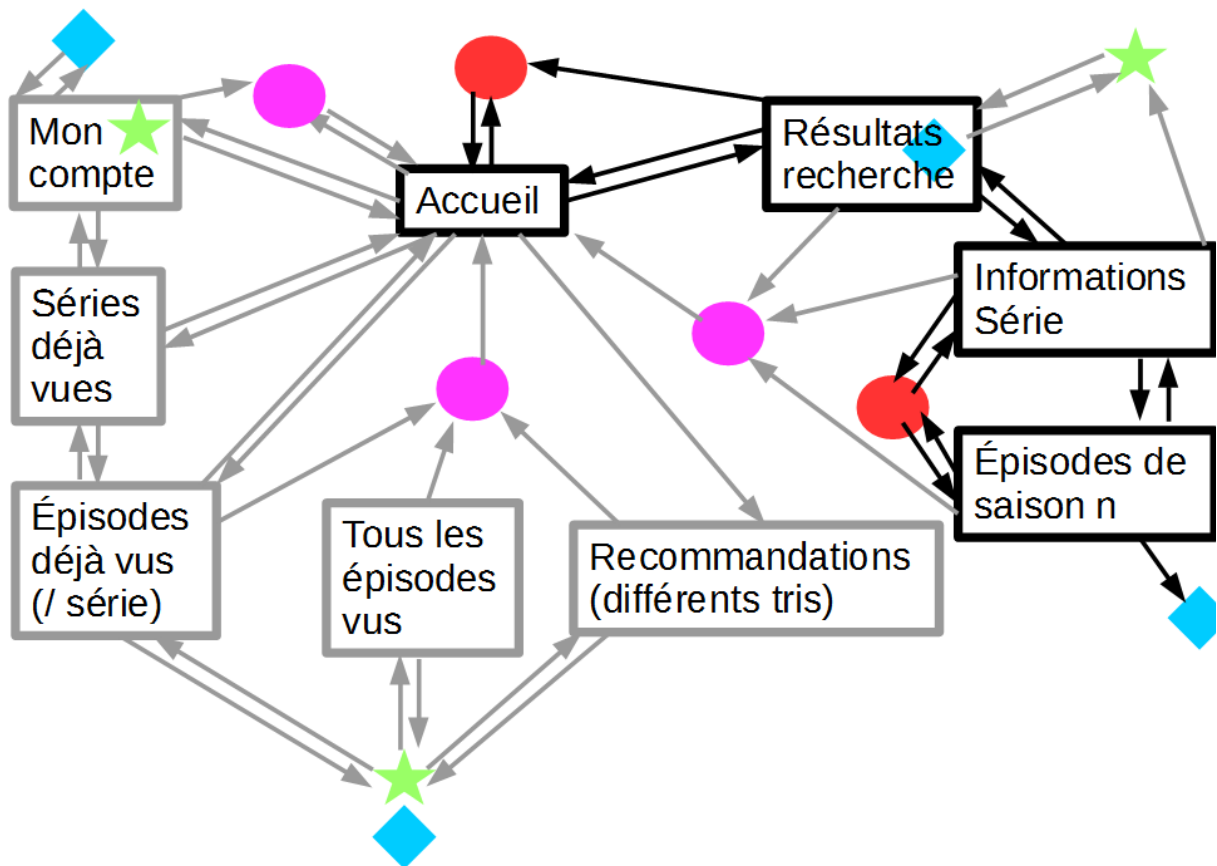 Mon
compte
Accueil
Résultats
recherche
Séries
déjà
vues
Informations
Série
Épisodes
déjà vus
(/ série)
Tous les
épisodes
vus
Recommandations
(différents tris)
Épisodes de
saison n